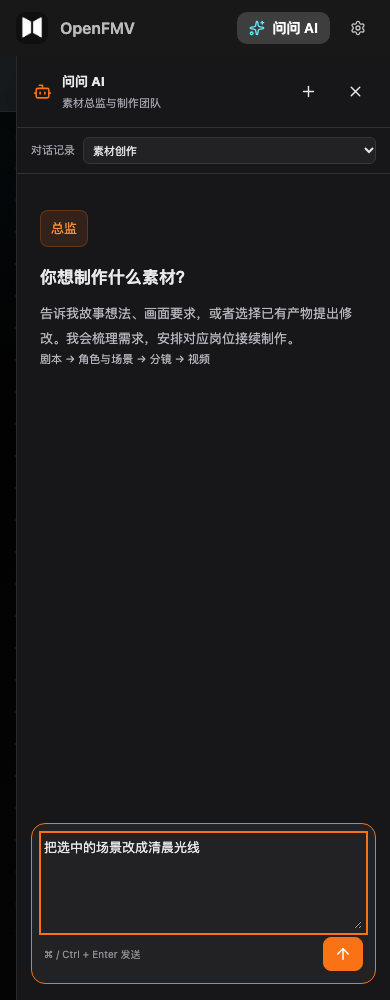 OpenFMV
问问 AI
问问 AI
素材总监与制作团队
对话记录
素材创作
总监
你想制作什么素材?
告诉我故事想法、画面要求，或者选择已有产物提出修
改。我会梳理需求，安排对应岗位接续制作。
剧本 → 角色与场景 → 分镜 → 视频
把选中的场景改成清晨光线
⌘ / Ctrl + Enter 发送